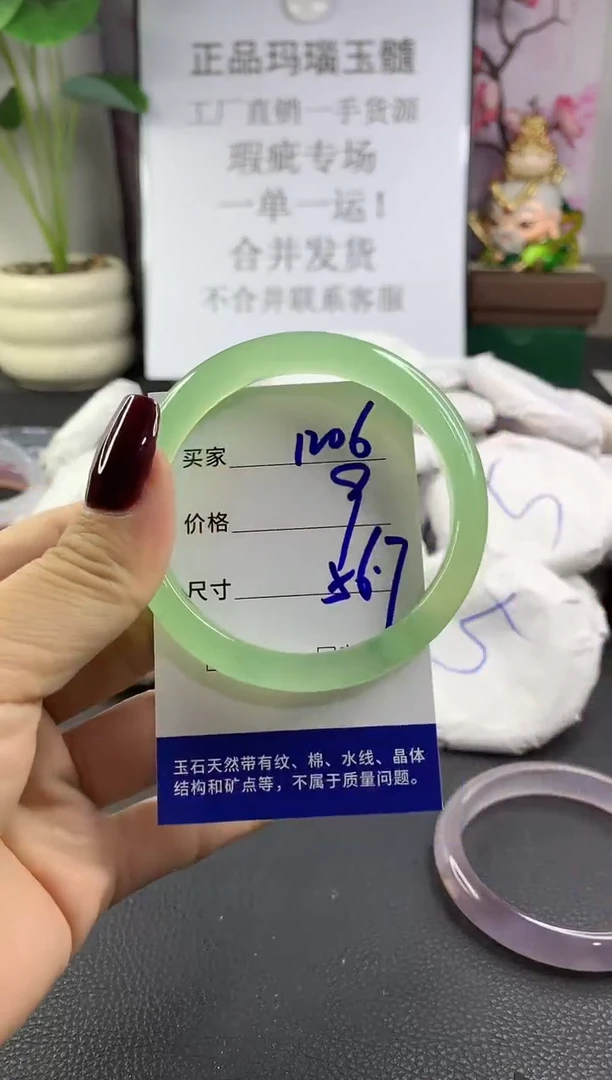 正品玛瑙玉髓
工厂直销一手货源
瑕疵专场
一单一运!
合并发货
不合并联系客服
买家 1206
价格 9
尺寸 56.7
玉石天然带有纹、棉、水线、晶体
结构和矿点等，不属于质量问题。